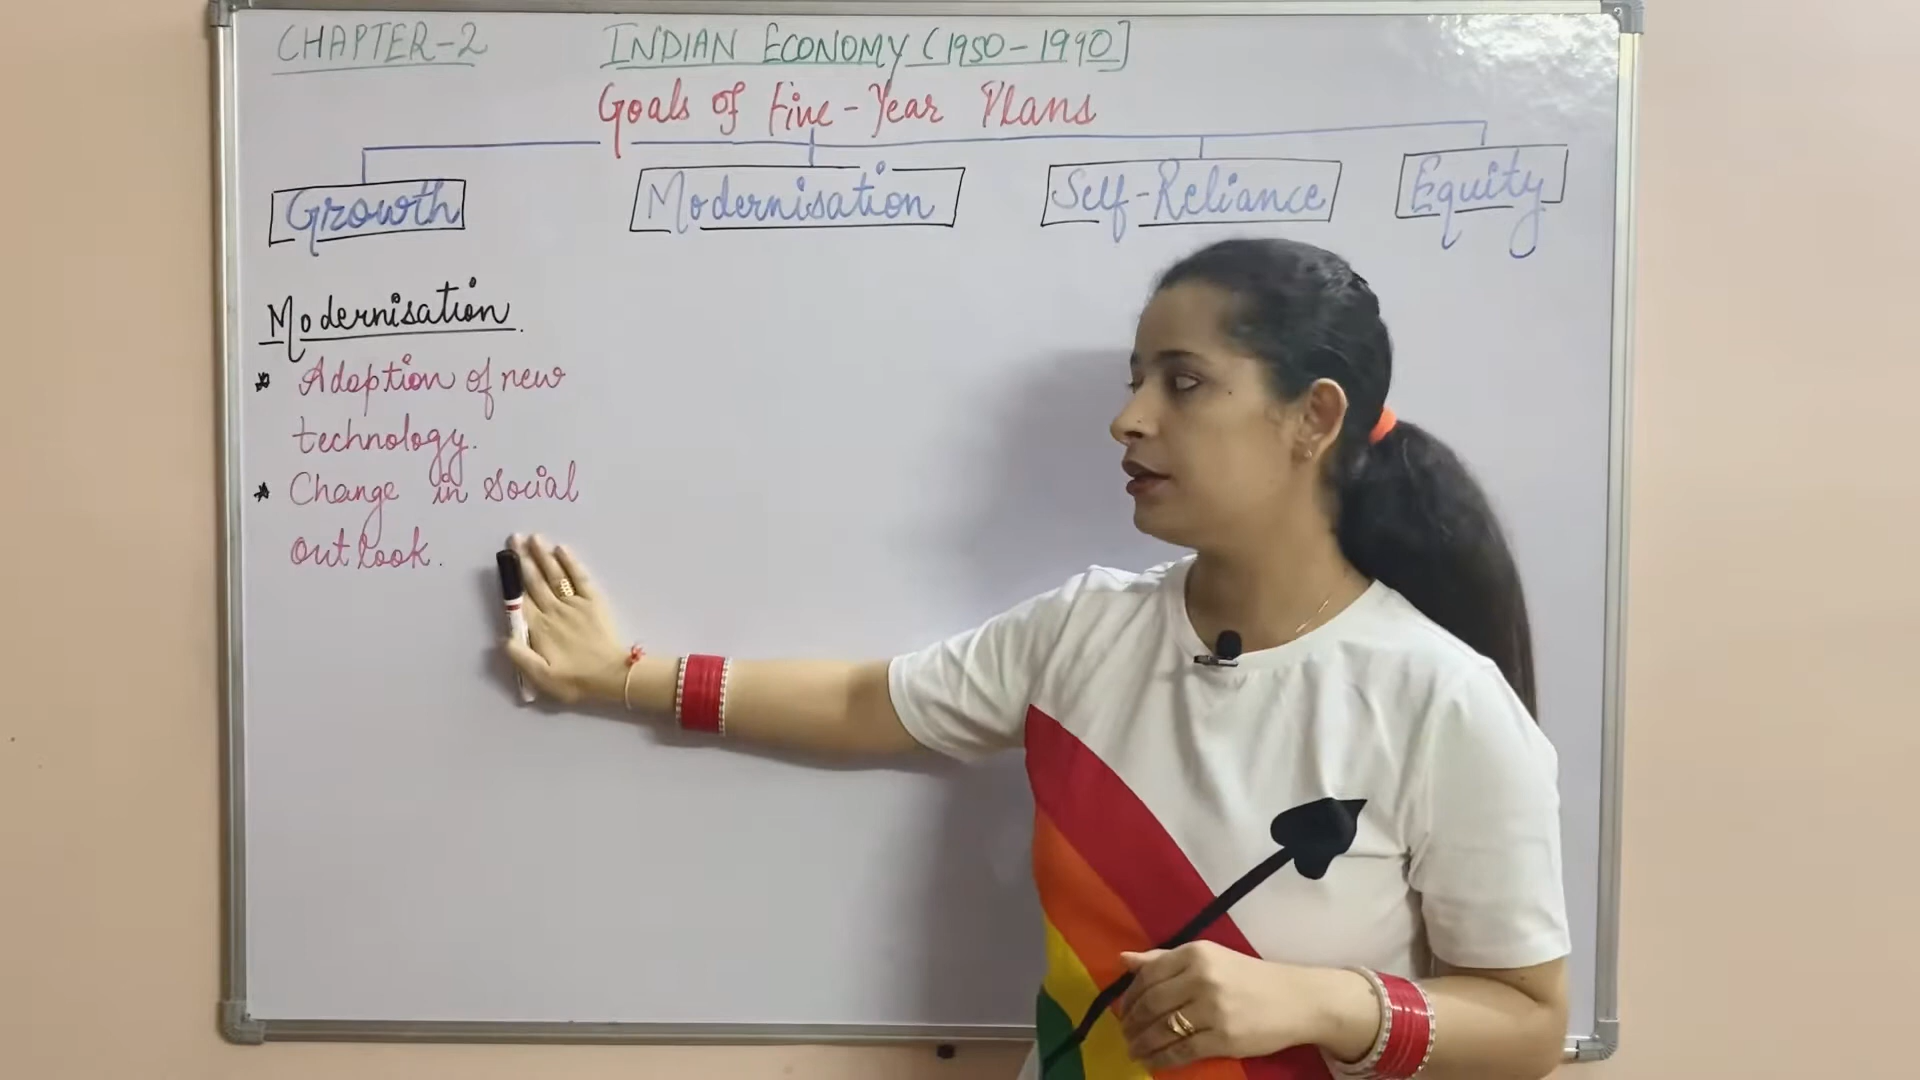 CHAPTER-2 INDIAN ECONOMY (1950-1990]
Goals of Five-Year Plans
Growth Modernisation Self-Reliance Equity
Modernisation.
* Adoption of new
technology.
* Change in Social
outlook.